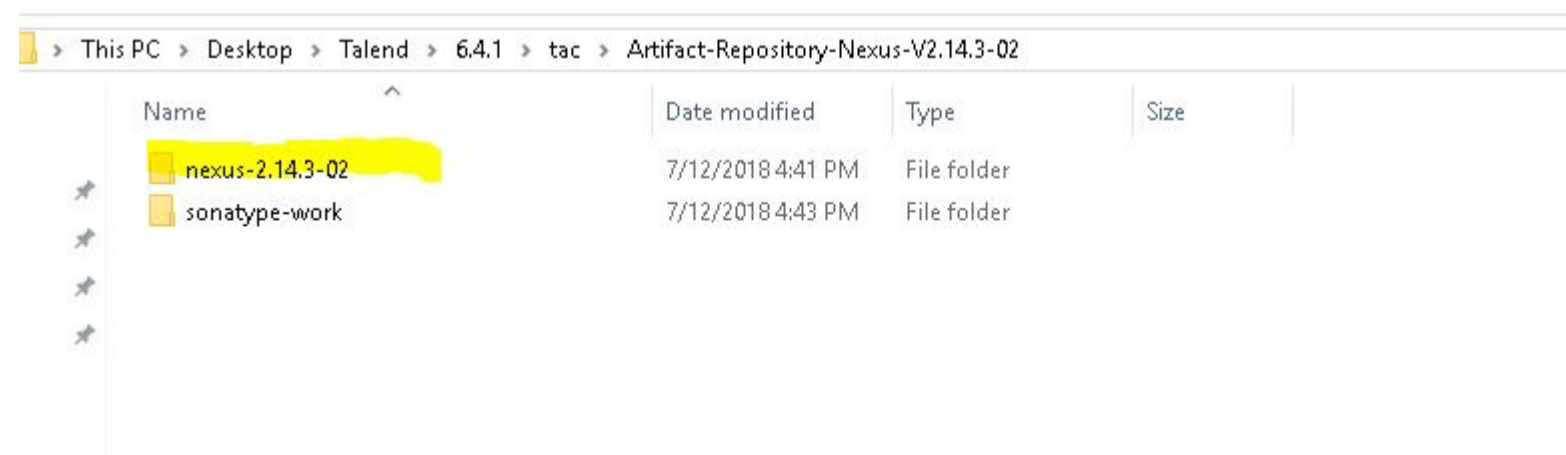 > This PC > Desktop > Talend > 6.4.1 > tac > Artifact-Repository-Nexus-V2.14.3-02
Name Date modified Type Size
nexus-2.14.3-02 7/12/2018 4:41 PM File folder
sonatype-work 7/12/2018 4:43 PM File folder